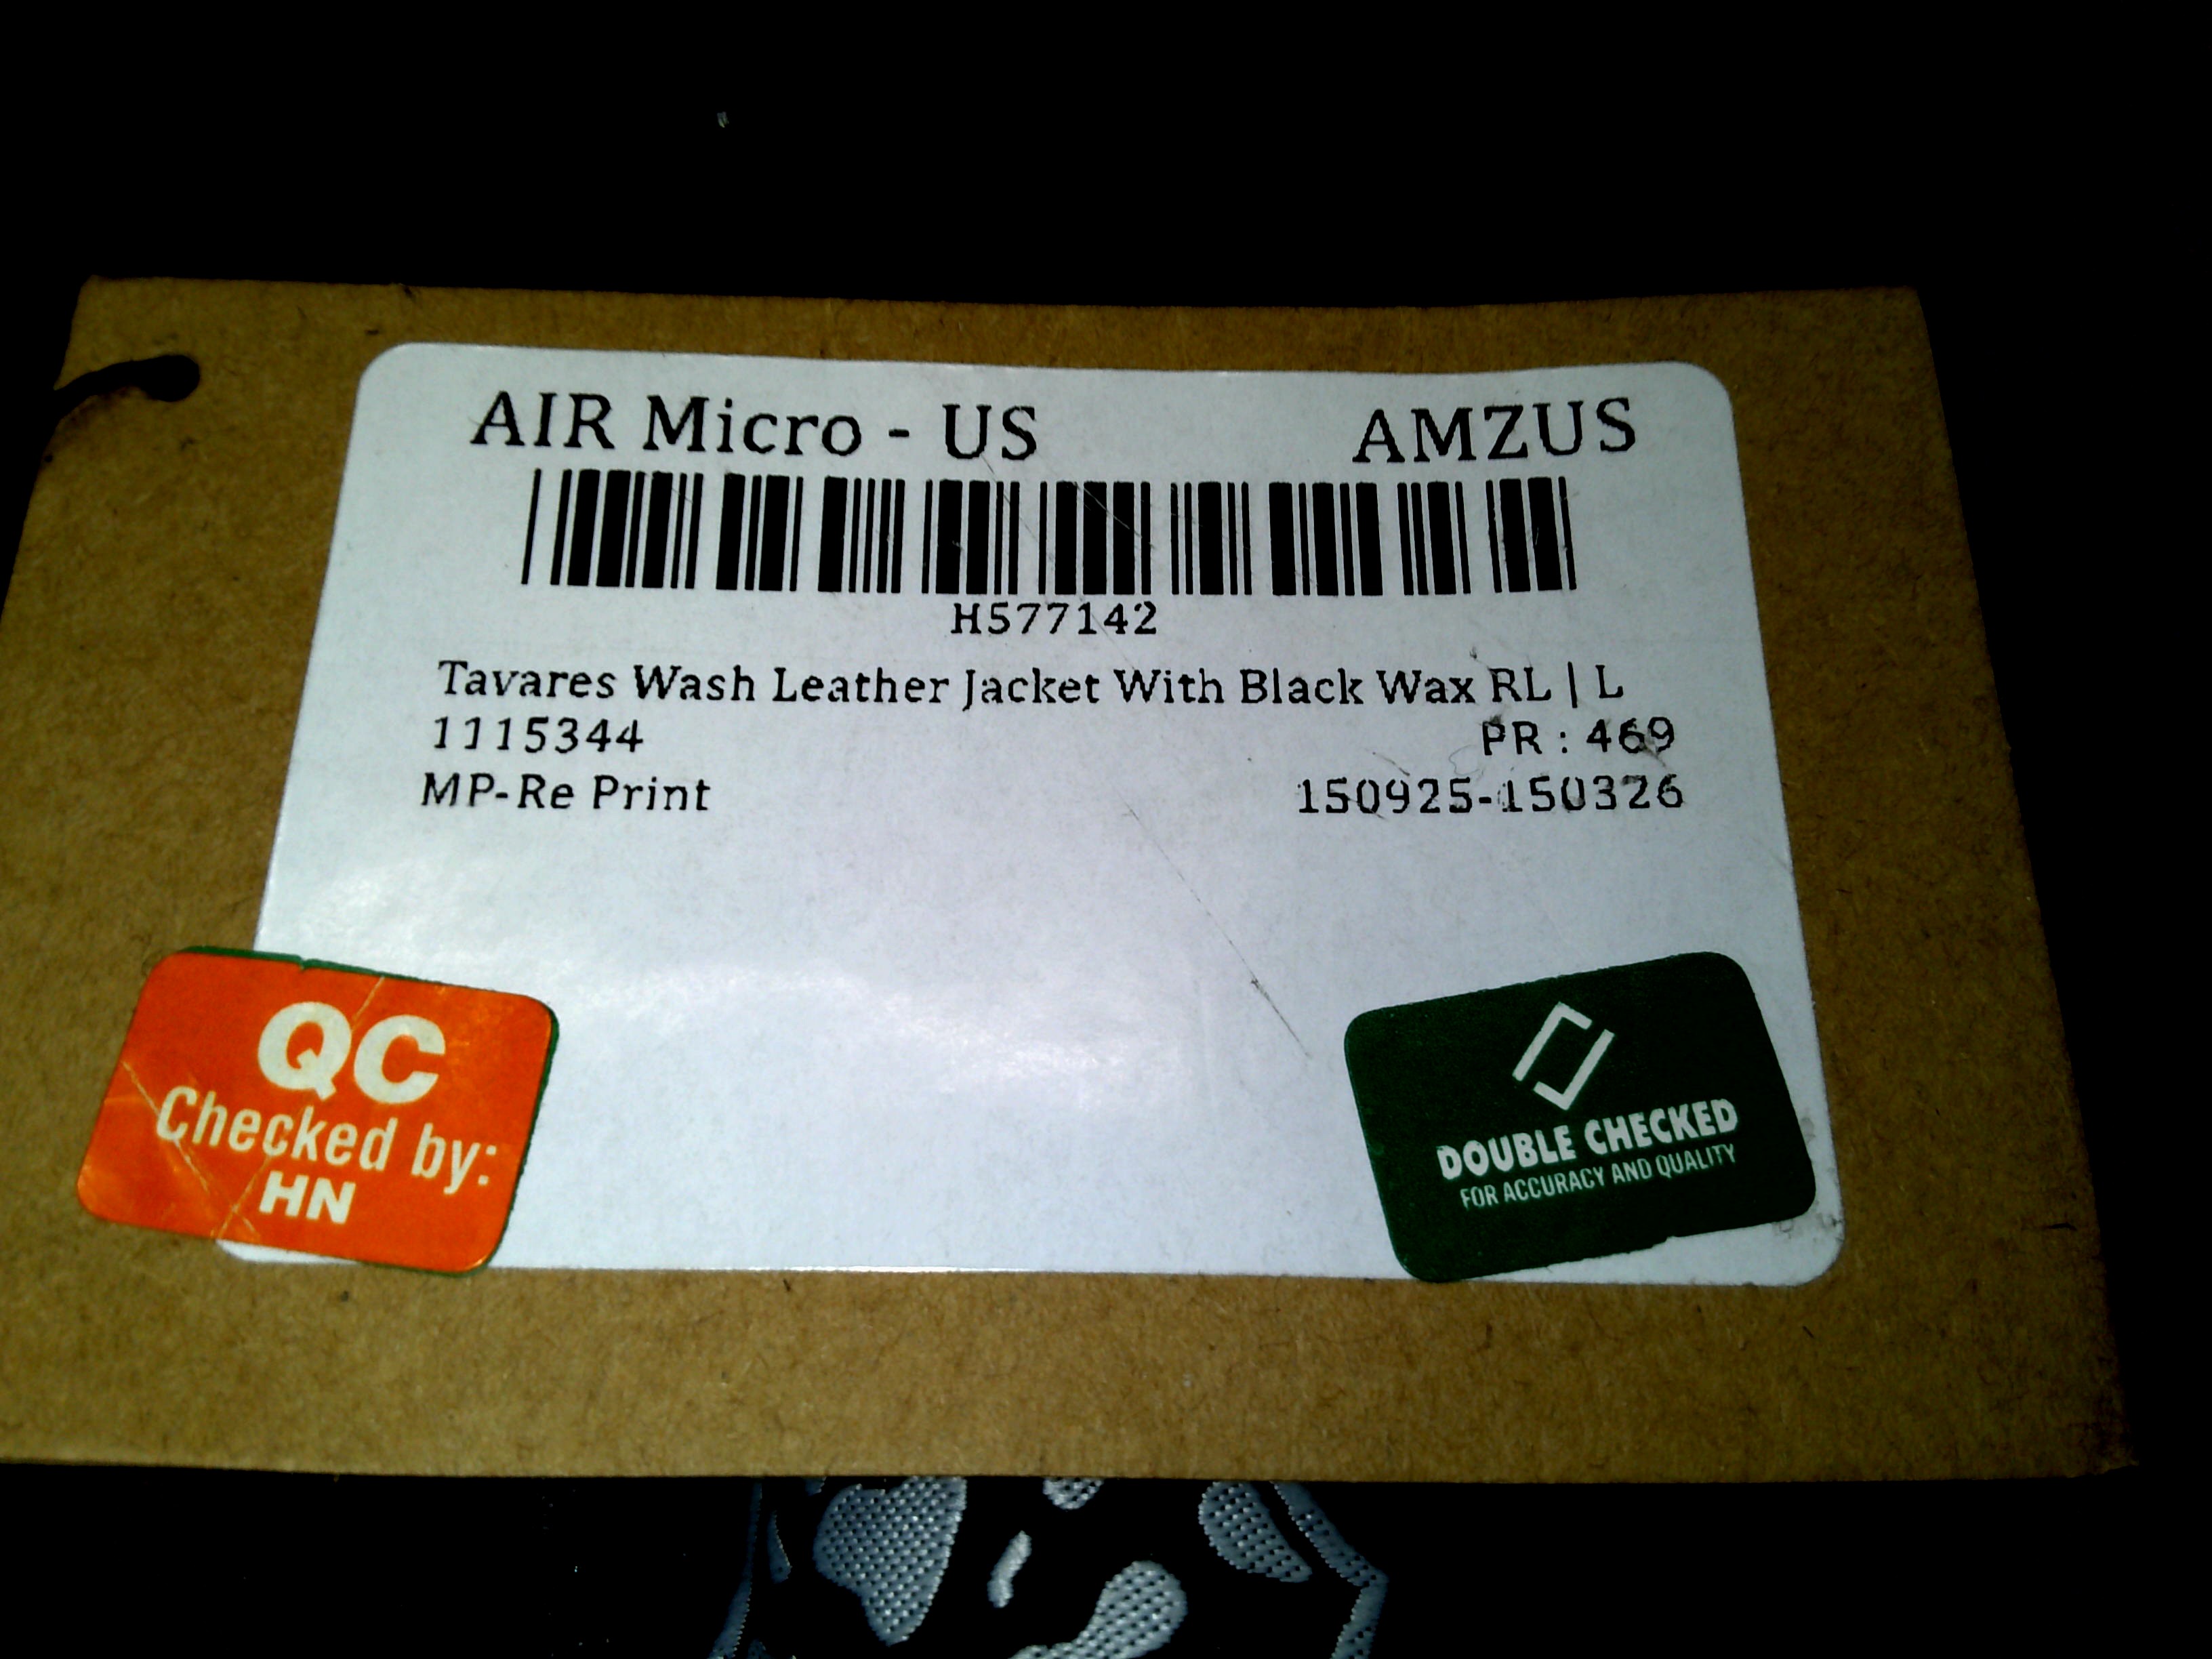 AIR Micro - US AMZUS
H577142
Tavares Wash Leather Jacket With Black Wax RL | L
1115344 PR : 469
MP-Re Print 150925-150326
QC
Checked by:
HN
DOUBLE CHECKED
FOR ACCURACY AND QUALITY